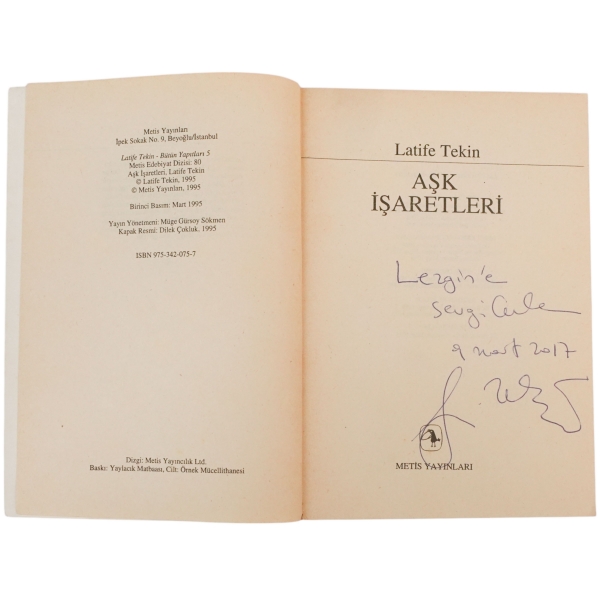 Metis Yayınları
İpek Sokak No. 9, Beyoğlu/İstanbul
Latife Tekin - Bütün Yapıtları 5
Metis Edebiyat Dizisi: 80
Aşk İşaretleri, Latife Tekin
© Latife Tekin, 1995
© Metis Yayınları, 1995
Birinci Basım: Mart 1995
Yayın Yönetmeni: Müge Gürsoy Sökmen
Kapak Resmi: Dilek Çokluk, 1995
ISBN 975-342-075-7
Dizgi: Metis Yayıncılık Ltd.
Baskı: Yaylacık Matbaası, Cilt: Örnek Mücellithanesi
Latife Tekin
AŞK
İŞARETLERİ
Lezgin'e
sevgilerle
9 mart 2017
METİS YAYINLARI